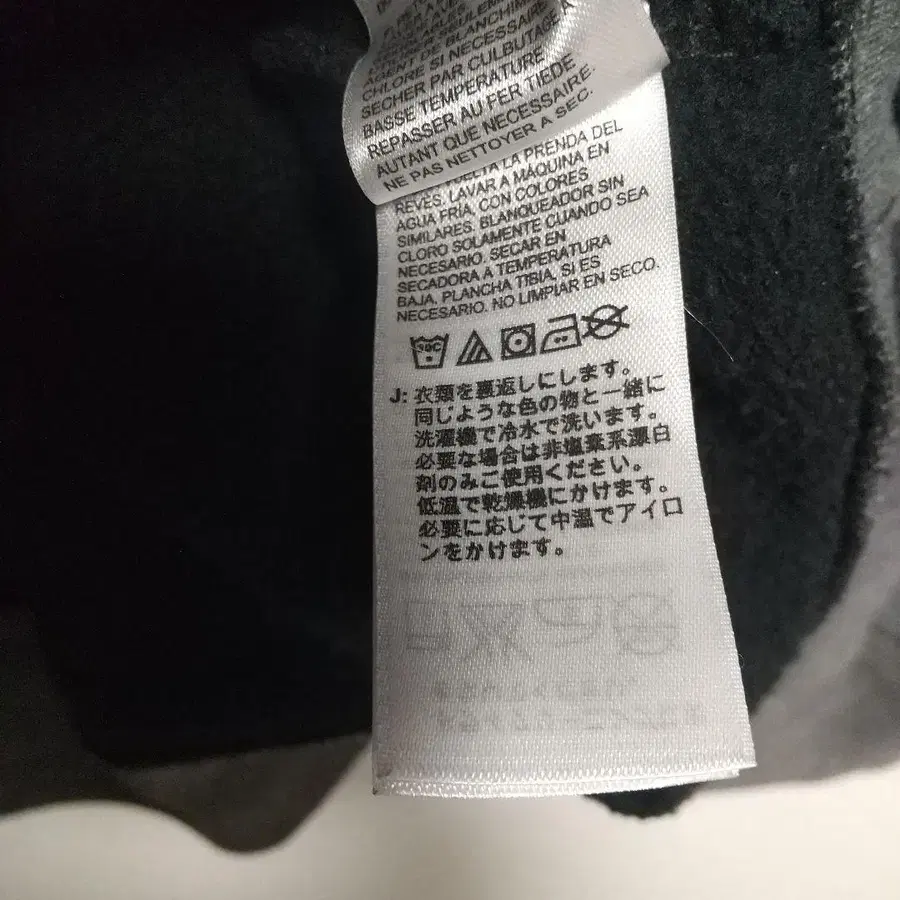 SEULEMENT
AGENT DE BLANCHIMENT
CHLORE SI NECESSAIRE
SECHER PAR CULBUTAGE A
BASSE TEMPERATURE
REPASSER AU FER TIEDE
AUTANT QUE NECESSAIRE.
NE PAS NETTOYER A SEC.
VUELTA LA PRENDA DEL
REVÉS. LAVAR A MÁQUINA EN
AGUA FRÍA, CON COLORES
SIMILARES. BLANQUEADOR SIN
CLORO SOLAMENTE CUANDO SEA
NECESARIO. SECAR EN
SECADORA A TEMPERATURA
BAJA. PLANCHA TIBIA, SI ES
NECESARIO. NO LIMPIAR EN SECO.
30C
J: 衣類を裏返しにします。
同じような色の物と一緒に
洗濯機で冷水で洗います。
必要な場合は非塩素系漂白
剤のみご使用ください。
低温で乾燥機にかけます。
必要に応じて中温でアイロ
ンをかけます。